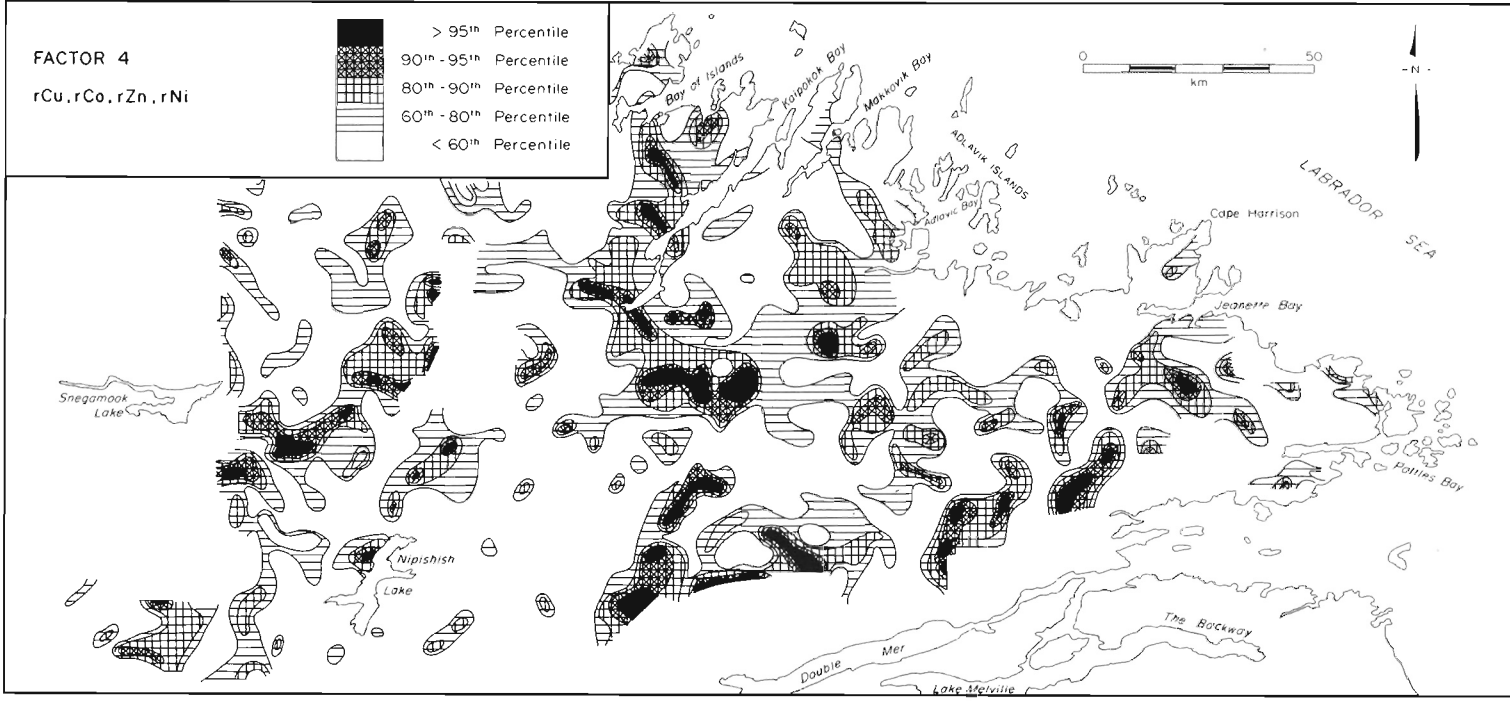 FACTOR 4
rCu, rCo, rZn, rNi
> 95th Percentile
90th - 95th Percentile
80th - 90th Percentile
60th - 80th Percentile
< 60th Percentile
0 50
km
- N -
Bay of Islands
Kaipokok Bay
Makkovik Bay
ADLAVIK ISLANDS
Adlavic Bay
LABRADOR
SEA
Cape Harrison
Jeanette Bay
Snegamook
Lake
Pottles Bay
Nipishish
Lake
The Backway
Double Mer
Lake Melville